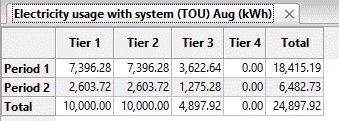 Electricity usage with system (TOU) Aug (kWh)
Tier 1 Tier 2 Tier 3 Tier 4 Total
Period 1 7,396.28 7,396.28 3,622.64 0.00 18,415.19
Period 2 2,603.72 2,603.72 1,275.28 0.00 6,482.73
Total 10,000.00 10,000.00 4,897.92 0.00 24,897.92